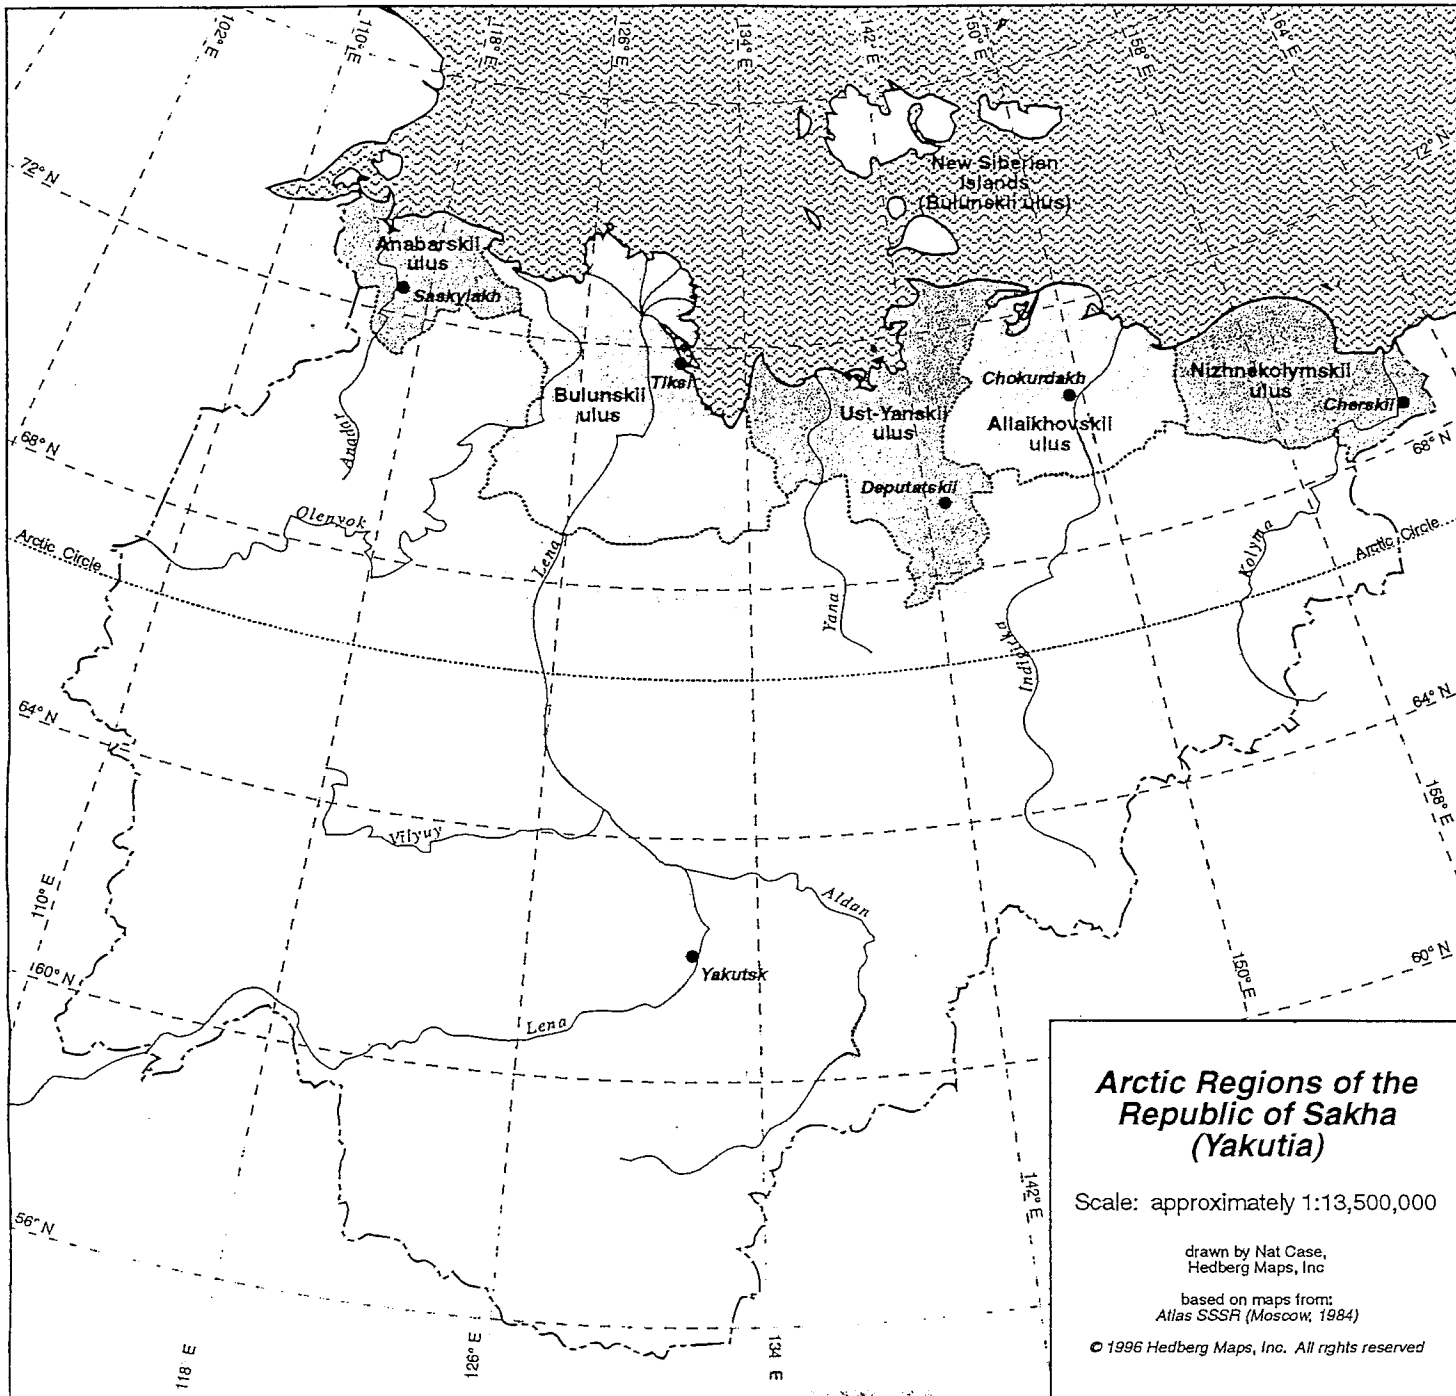 102° E
110° E
118° E
126° E
134° E
142° E
150° E
158° E
164° E
72° N
72° N
New Siberian
Islands
(Bulunskii ulus)
Anabarskii
ulus
Saskylakh
Bulunskii
ulus
Tiksi
Ust-Yanskii
ulus
Chokurdakh
Allaikhovskii
ulus
Nizhnekolymskii
ulus
Cherskii
Deputatskii
68° N
68° N
Olenyok
Arctic Circle
Arctic Circle
Lena
Yana
Indigirka
Kolyma
64° N
64° N
Vilyuy
Aldan
158° E
110° E
Yakutsk
60° N
60° N
150° E
Lena
56° N
142° E
118 E
126° E
134 E
Arctic Regions of the
Republic of Sakha
(Yakutia)
Scale: approximately 1:13,500,000
drawn by Nat Case,
Hedberg Maps, Inc
based on maps from:
Atlas SSSR (Moscow, 1984)
© 1996 Hedberg Maps, Inc. All rights reserved